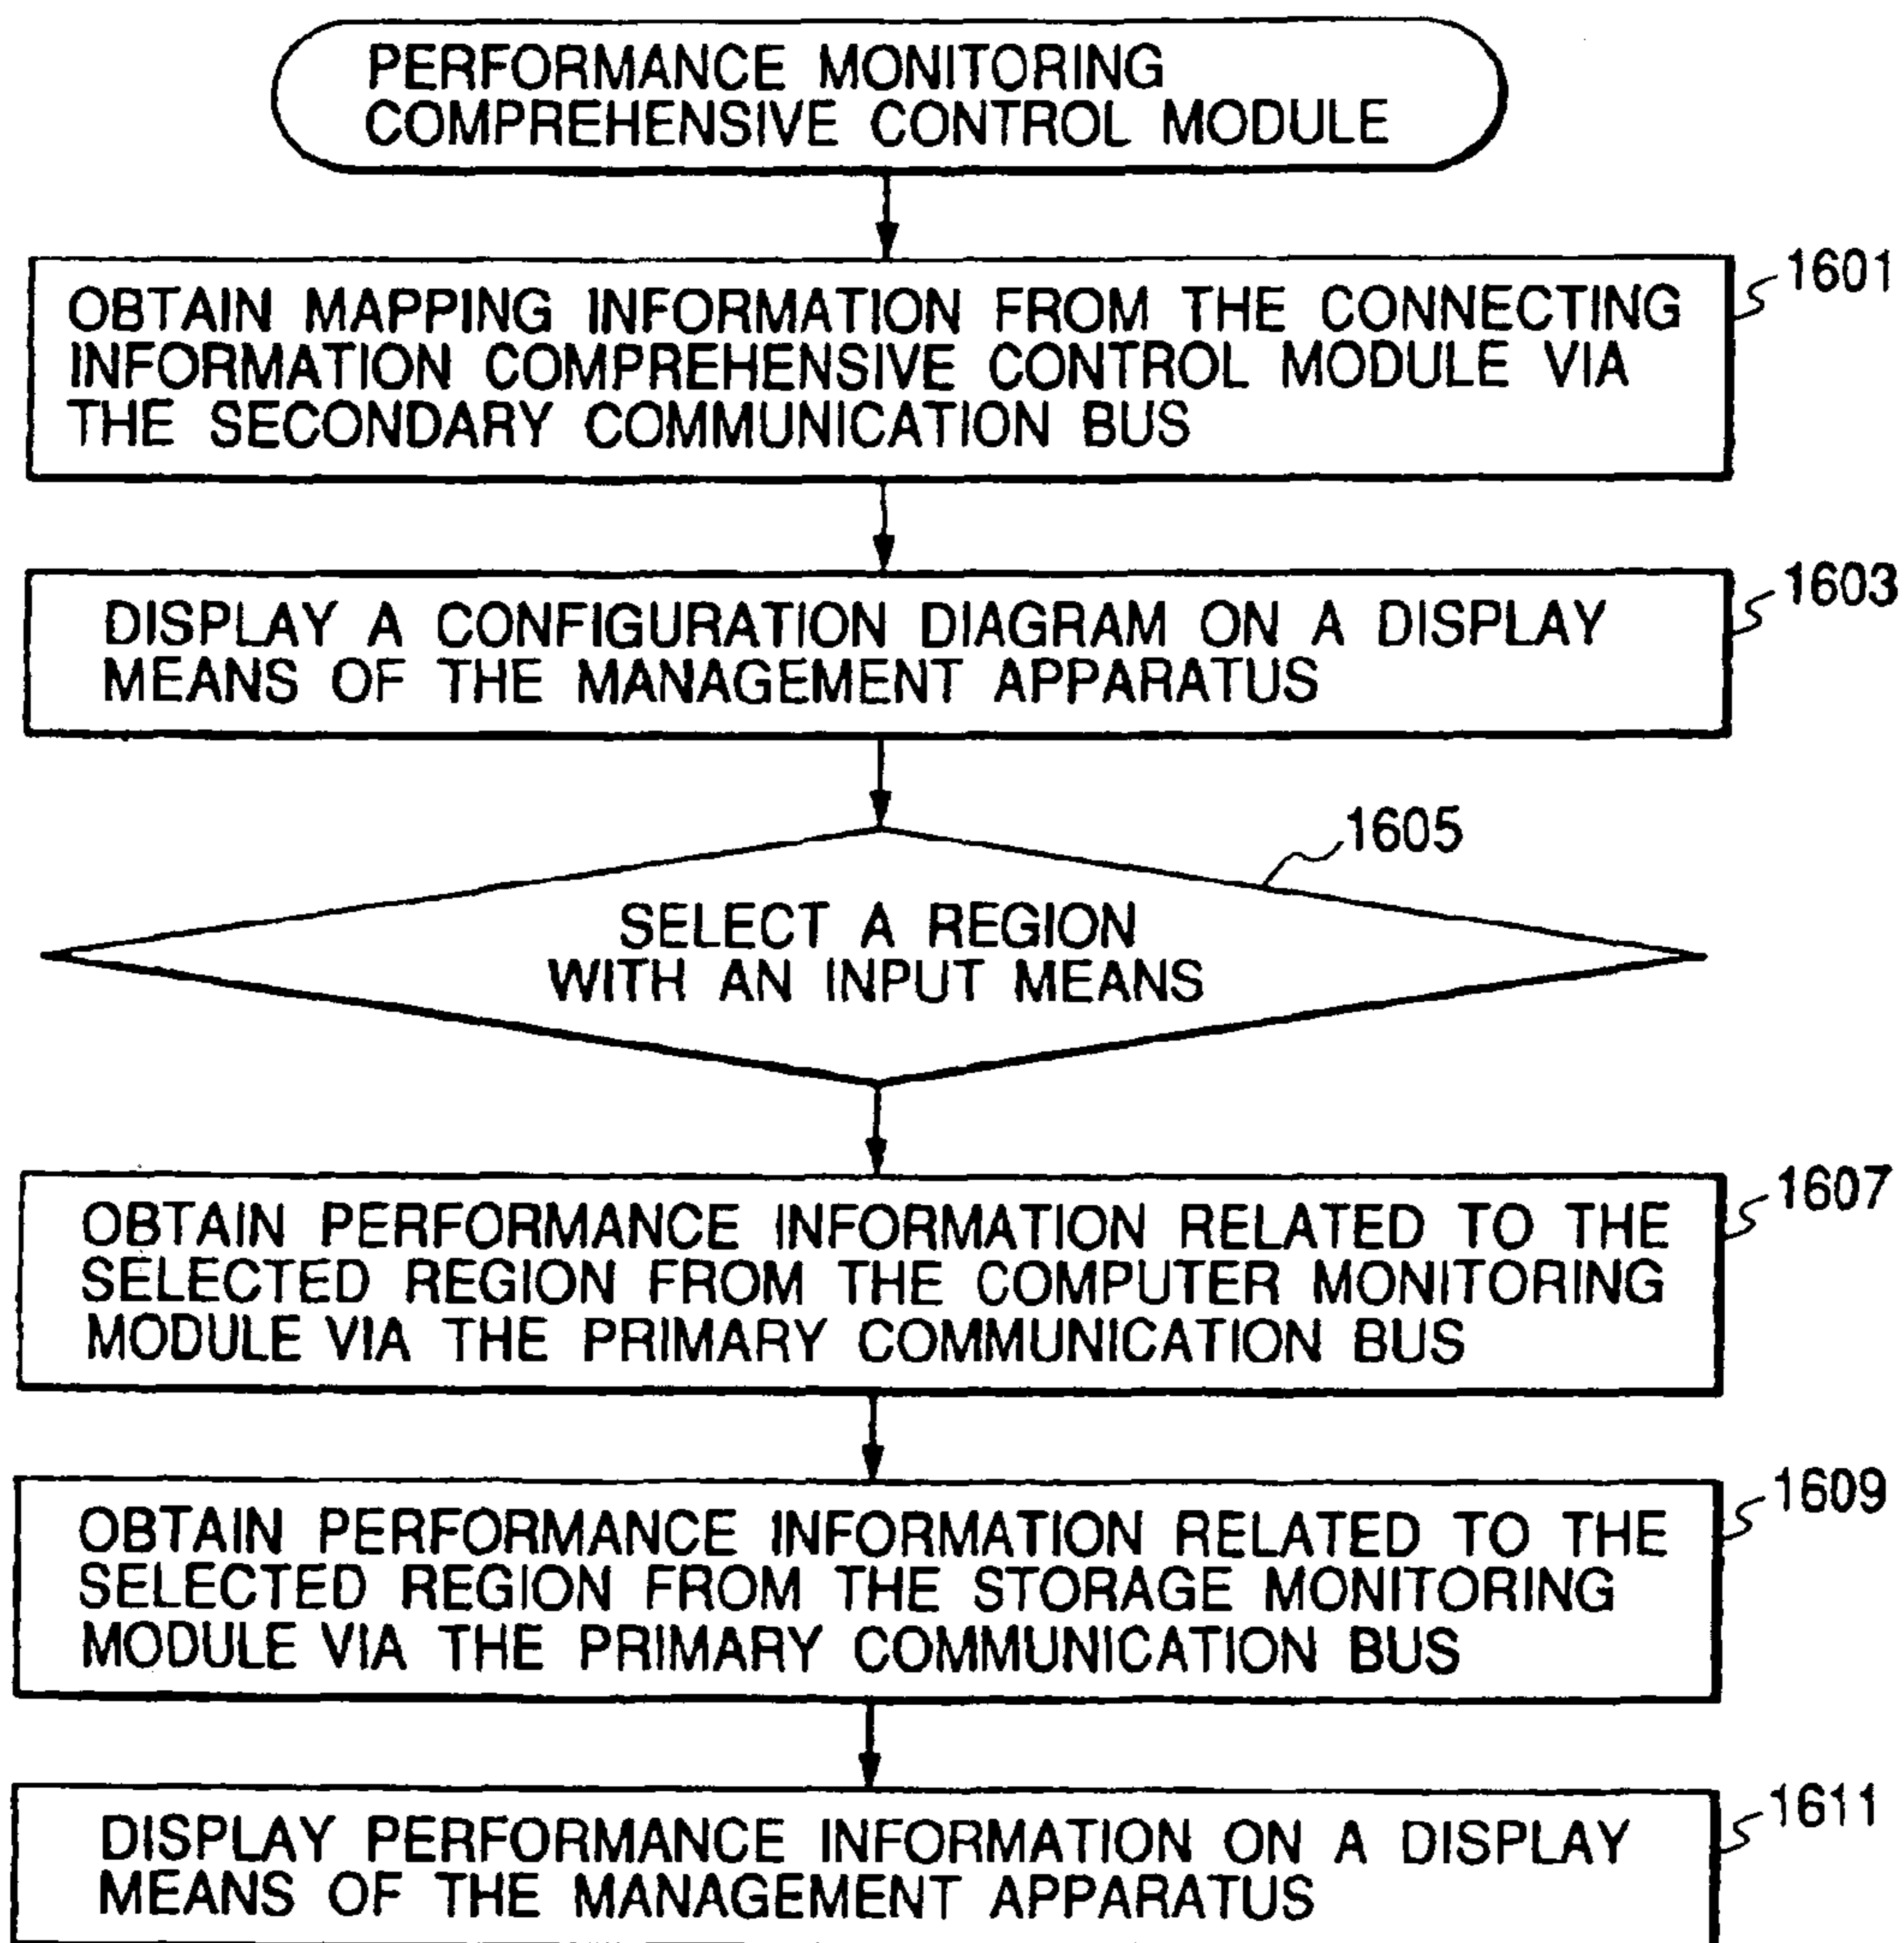 PERFORMANCE MONITORING
COMPREHENSIVE CONTROL MODULE
1601
OBTAIN MAPPING INFORMATION FROM THE CONNECTING
INFORMATION COMPREHENSIVE CONTROL MODULE VIA
THE SECONDARY COMMUNICATION BUS
1603
DISPLAY A CONFIGURATION DIAGRAM ON A DISPLAY
MEANS OF THE MANAGEMENT APPARATUS
1605
SELECT A REGION
WITH AN INPUT MEANS
1607
OBTAIN PERFORMANCE INFORMATION RELATED TO THE
SELECTED REGION FROM THE COMPUTER MONITORING
MODULE VIA THE PRIMARY COMMUNICATION BUS
1609
OBTAIN PERFORMANCE INFORMATION RELATED TO THE
SELECTED REGION FROM THE STORAGE MONITORING
MODULE VIA THE PRIMARY COMMUNICATION BUS
1611
DISPLAY PERFORMANCE INFORMATION ON A DISPLAY
MEANS OF THE MANAGEMENT APPARATUS